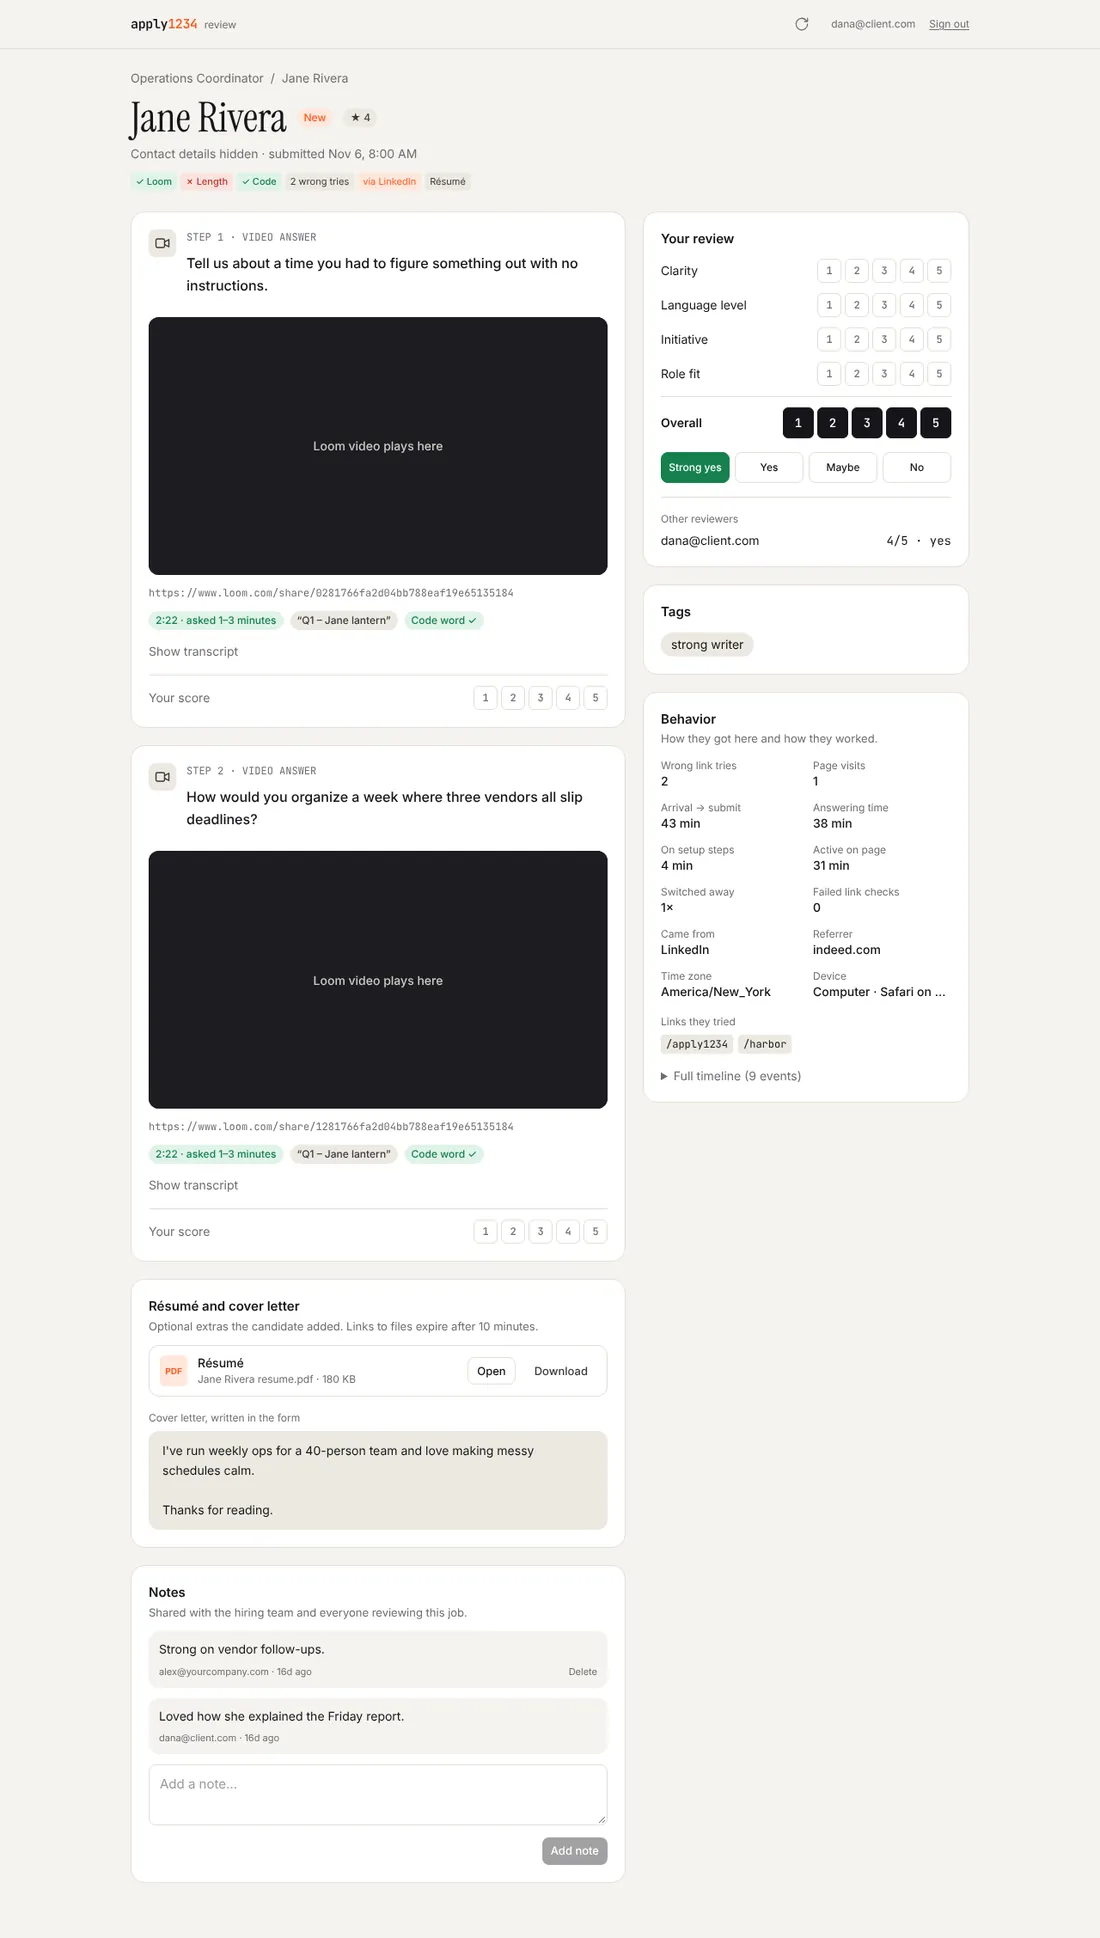 apply1234 review
dana@client.com Sign out
Operations Coordinator / Jane Rivera
Jane Rivera New ★ 4
Contact details hidden · submitted Nov 6, 8:00 AM
✓ Loom × Length ✓ Code 2 wrong tries via LinkedIn Résumé
STEP 1 · VIDEO ANSWER
Tell us about a time you had to figure something out with no
instructions.
Loom video plays here
https://www.loom.com/share/0281766fa2d04bb788eaf19e65135184
2:22 · asked 1–3 minutes “Q1 – Jane lantern” Code word ✓
Show transcript
Your score 1 2 3 4 5
STEP 2 · VIDEO ANSWER
How would you organize a week where three vendors all slip
deadlines?
Loom video plays here
https://www.loom.com/share/1281766fa2d04bb788eaf19e65135184
2:22 · asked 1–3 minutes “Q1 – Jane lantern” Code word ✓
Show transcript
Your score 1 2 3 4 5
Résumé and cover letter
Optional extras the candidate added. Links to files expire after 10 minutes.
PDF
Résumé
Jane Rivera resume.pdf · 180 KB
Open Download
Cover letter, written in the form
I've run weekly ops for a 40-person team and love making messy
schedules calm.
Thanks for reading.
Notes
Shared with the hiring team and everyone reviewing this job.
Strong on vendor follow-ups.
alex@yourcompany.com · 16d ago Delete
Loved how she explained the Friday report.
dana@client.com · 16d ago
Add a note...
Add note
Your review
Clarity 1 2 3 4 5
Language level 1 2 3 4 5
Initiative 1 2 3 4 5
Role fit 1 2 3 4 5
Overall 1 2 3 4 5
Strong yes Yes Maybe No
Other reviewers
dana@client.com 4/5 · yes
Tags
strong writer
Behavior
How they got here and how they worked.
Wrong link tries Page visits
2 1
Arrival → submit Answering time
43 min 38 min
On setup steps Active on page
4 min 31 min
Switched away Failed link checks
1× 0
Came from Referrer
LinkedIn indeed.com
Time zone Device
America/New_York Computer · Safari on ...
Links they tried
/apply1234 /harbor
▶ Full timeline (9 events)